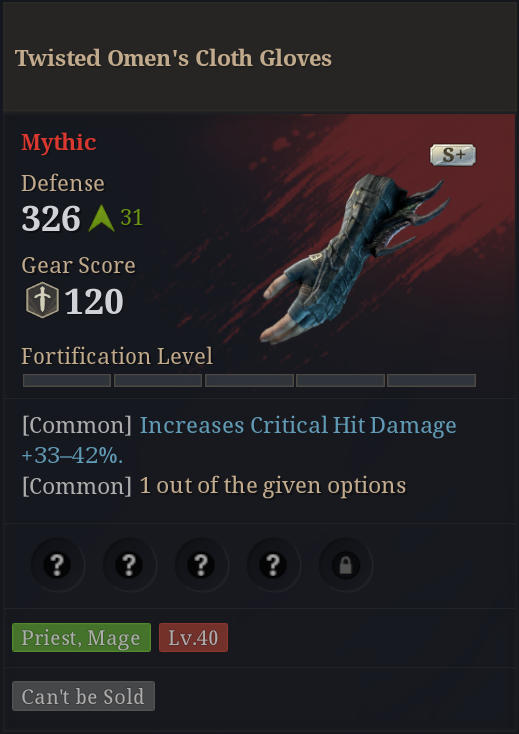 Twisted Omen's Cloth Gloves
Mythic
S+
Defense
326 31
Gear Score
120
Fortification Level
[Common] Increases Critical Hit Damage
+33–42%.
[Common] 1 out of the given options
? ? ? ?
Priest, Mage Lv.40
Can't be Sold